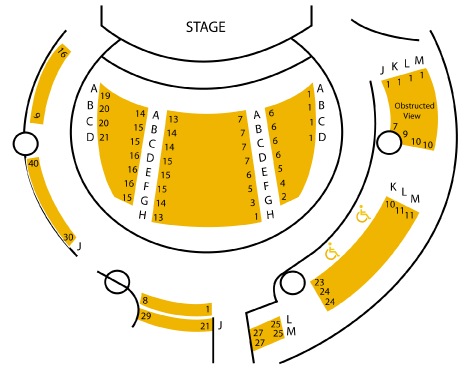 STAGE
16
9
40
30
J
A
B
C
D
19
20
20
21
14
15
15
15
16
16
15
A
B
C
D
E
F
G
H
13
14
14
15
15
15
14
13
7
7
7
7
6
5
3
1
A
B
C
D
E
F
G
H
6
6
6
6
5
4
2
1
1
1
1
A
B
C
D
J K L M
1 1 1 1
Obstructed
View
7 9 10 10
K L M
10 11 11
23
24
24
8 1
29 21 J
25 L
27 25 M
27